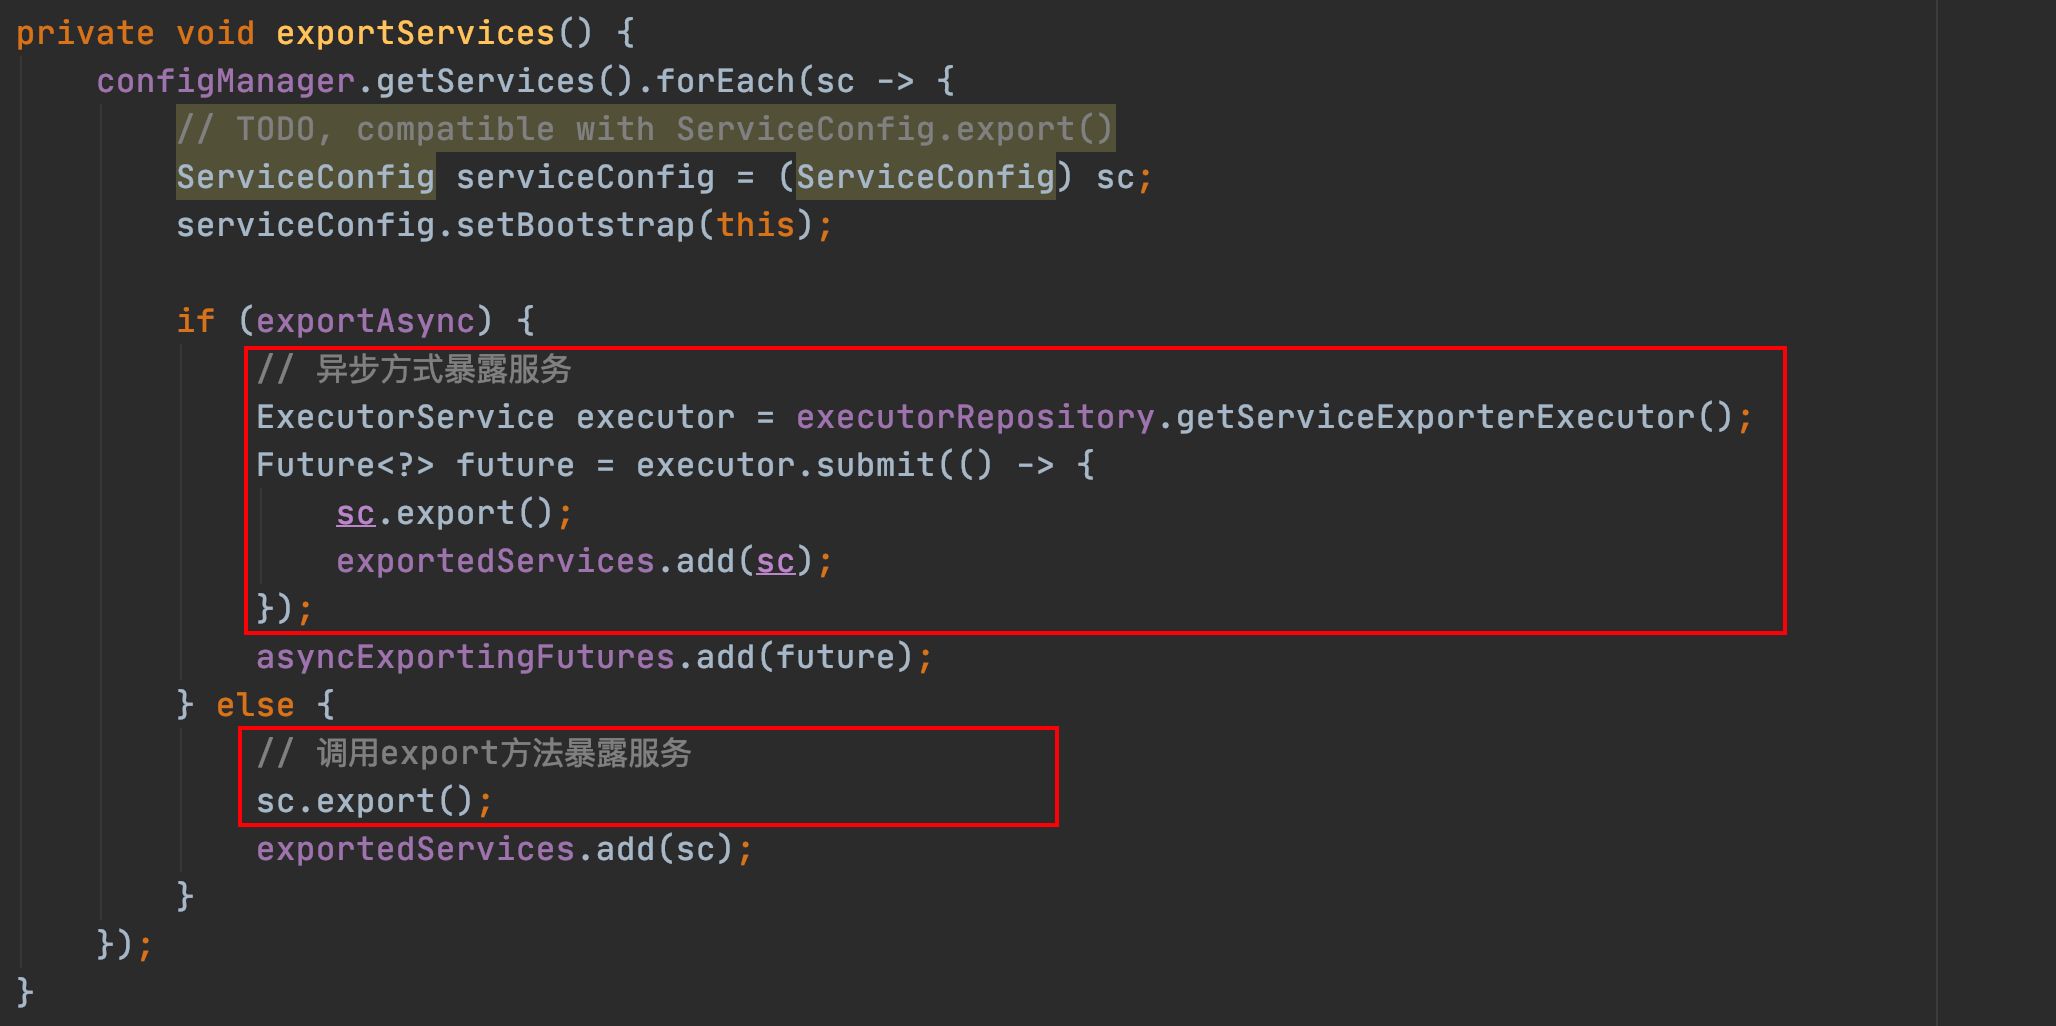 private void exportServices() {
    configManager.getServices().forEach(sc -> {
        // TODO, compatible with ServiceConfig.export()
        ServiceConfig serviceConfig = (ServiceConfig) sc;
        serviceConfig.setBootstrap(this);

        if (exportAsync) {
            // 异步方式暴露服务
            ExecutorService executor = executorRepository.getServiceExporterExecutor();
            Future<?> future = executor.submit(() -> {
                sc.export();
                exportedServices.add(sc);
            });
            asyncExportingFutures.add(future);
        } else {
            // 调用export方法暴露服务
            sc.export();
            exportedServices.add(sc);
        }
    });
}